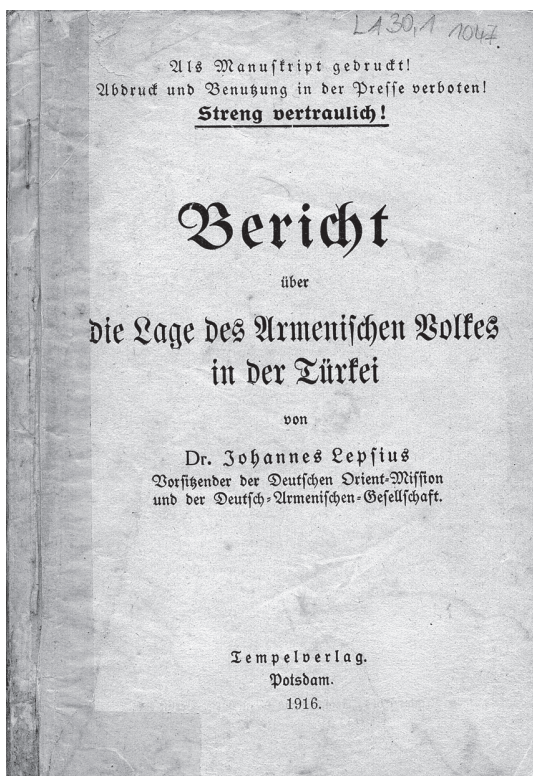 LA 30,1 1047.
Als Manuskript gedruckt!
Abdruck und Benutzung in der Presse verboten!
Streng vertraulich!
Bericht
über
die Lage des Armenischen Volkes
in der Türkei
von
Dr. Johannes Lepsius
Vorsitzender der Deutschen Orient-Mission
und der Deutsch-Armenischen-Gesellschaft.
Tempelverlag.
Potsdam.
1916.